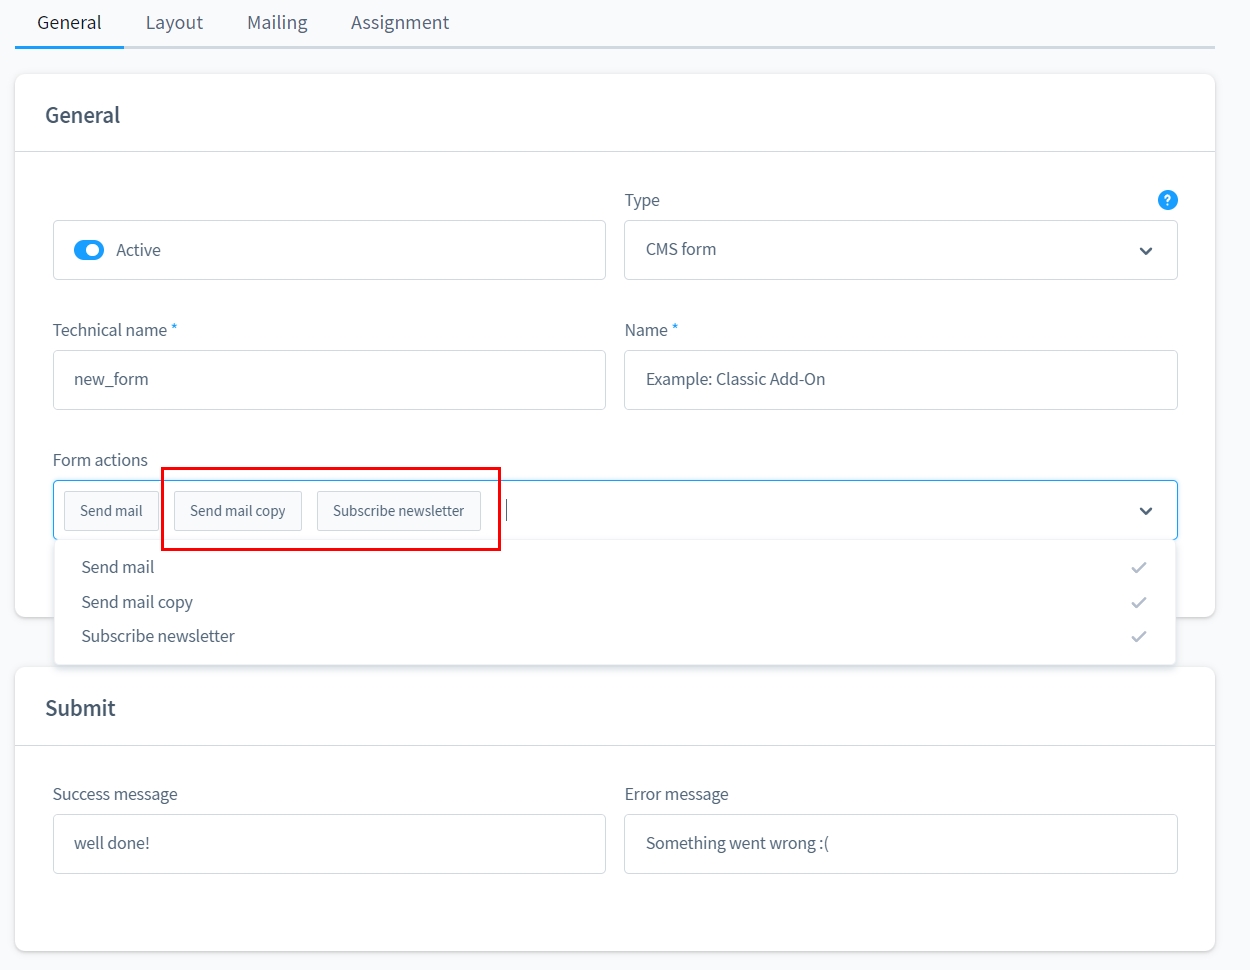 General Layout Mailing Assignment
General
Type
?
Active
CMS form
Technical name *
Name *
new_form
Example: Classic Add-On
Form actions
Send mail Send mail copy Subscribe newsletter
Send mail
Send mail copy
Subscribe newsletter
Submit
Success message
Error message
well done!
Something went wrong :(